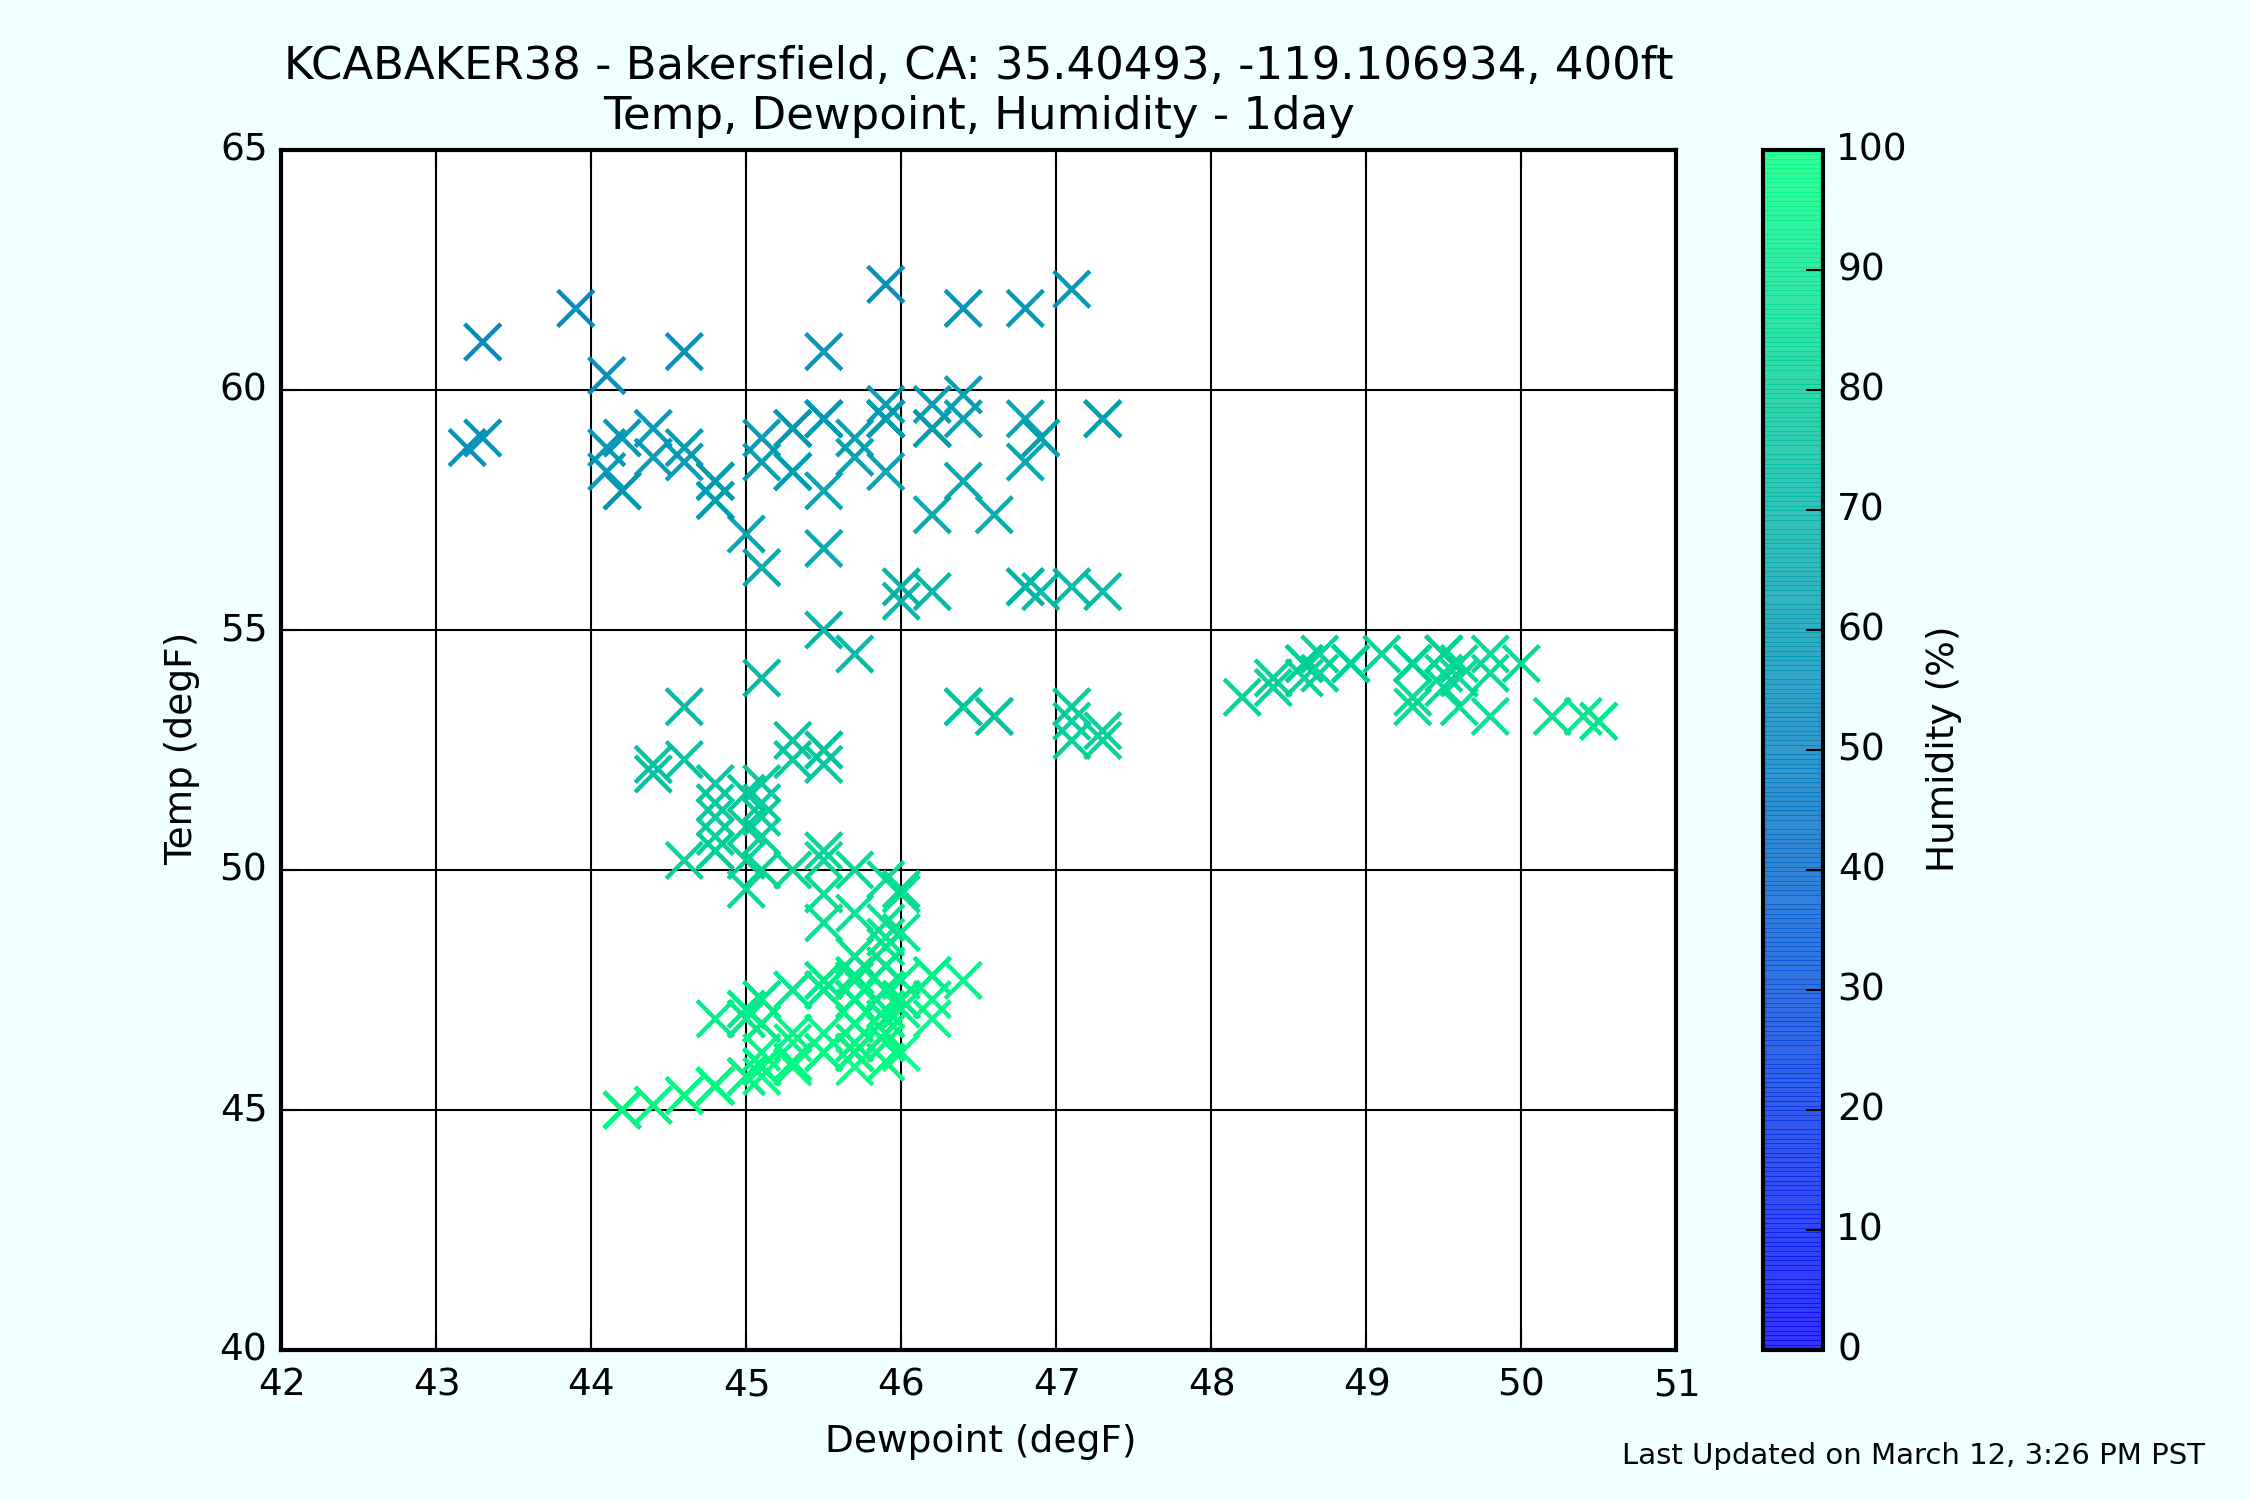 KCABAKER38 - Bakersfield, CA: 35.40493, -119.106934, 400ft
Temp, Dewpoint, Humidity - 1day
65
60
55
50
45
40
Temp (degF)
42 43 44 45 46 47 48 49 50 51
Dewpoint (degF)
100
90
80
70
60
50
40
30
20
10
0
Humidity (%)
Last Updated on March 12, 3:26 PM PST